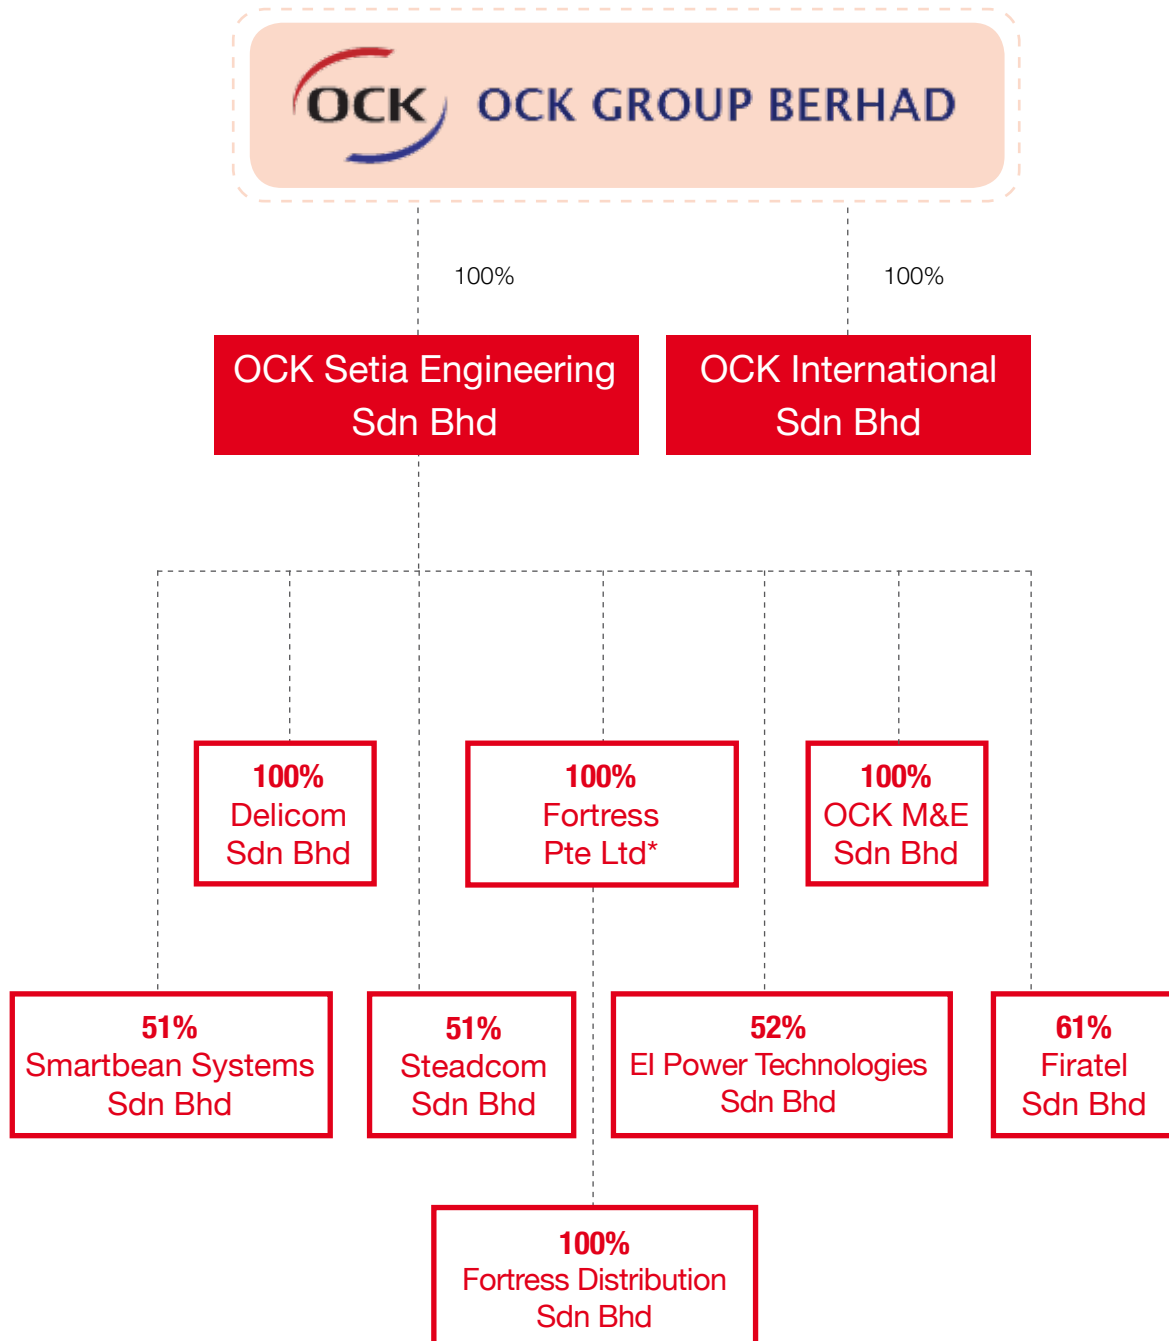 OCK OCK GROUP BERHAD
100%
100%
OCK Setia Engineering
Sdn Bhd
OCK International
Sdn Bhd
100%
Delicom
Sdn Bhd
100%
Fortress
Pte Ltd*
100%
OCK M&E
Sdn Bhd
51%
Smartbean Systems
Sdn Bhd
51%
Steadcom
Sdn Bhd
52%
EI Power Technologies
Sdn Bhd
61%
Firatel
Sdn Bhd
100%
Fortress Distribution
Sdn Bhd